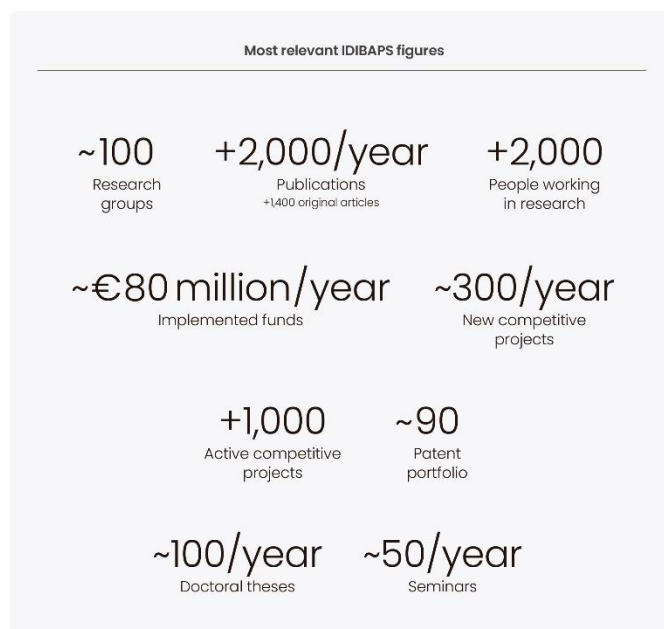 Most relevant IDIBAPS figures
~100
Research
groups
+2,000/year
Publications
+1,400 original articles
+2,000
People working
in research
~€80 million/year
Implemented funds
~300/year
New competitive
projects
+1,000
Active competitive
projects
~90
Patent
portfolio
~100/year
Doctoral theses
~50/year
Seminars